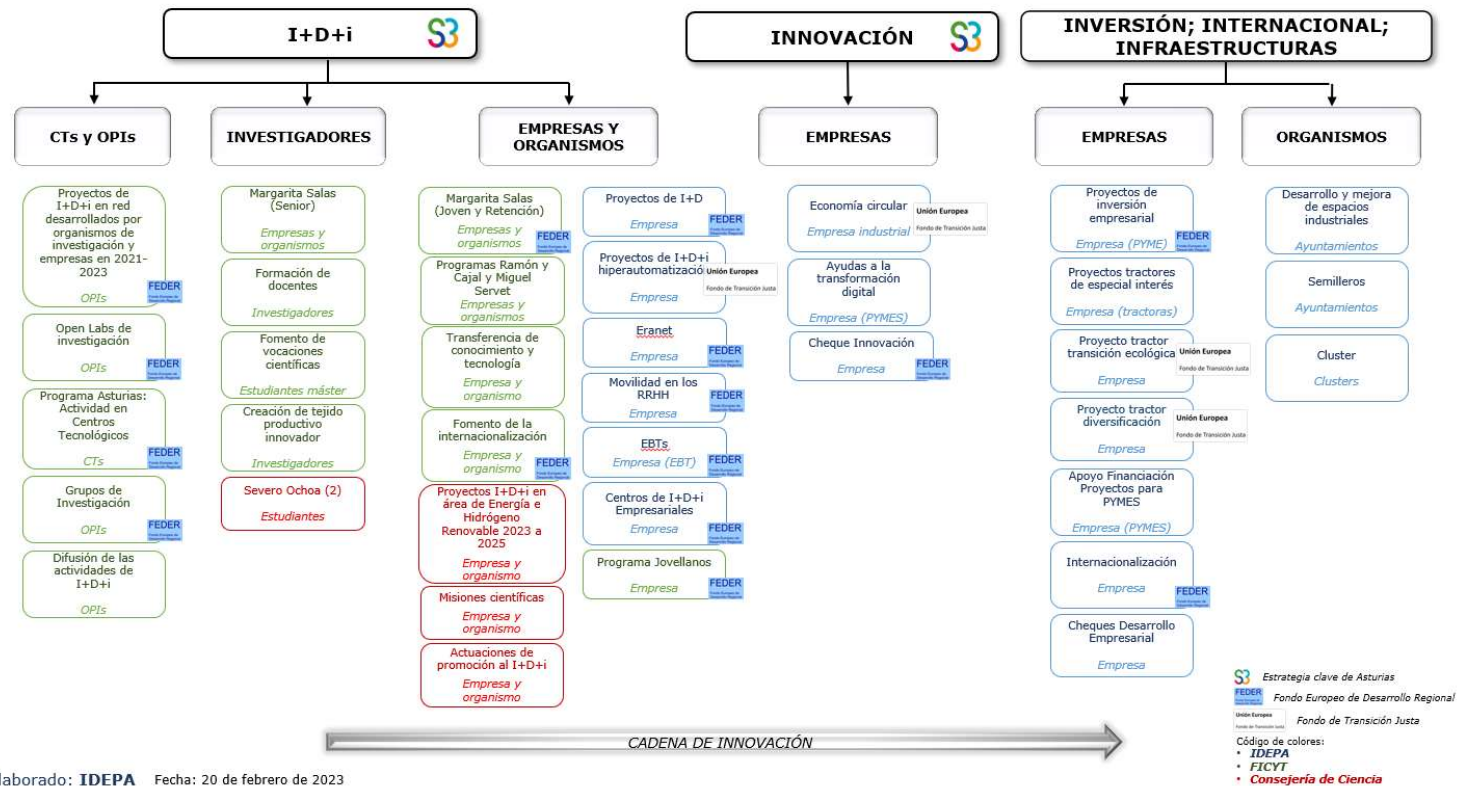 I+D+i
S3
INNOVACIÓN
S3
INVERSIÓN; INTERNACIONAL;
INFRAESTRUCTURAS
CTs y OPIs
INVESTIGADORES
EMPRESAS Y
ORGANISMOS
EMPRESAS
EMPRESAS
ORGANISMOS
Proyectos de
I+D+i en red
desarrollados por
organismos de
investigación y
empresas en 2021-
2023
OPIs
FEDER
Open Labs de
investigación
OPIs
FEDER
Programa Asturias:
Actividad en
Centros
Tecnológicos
CTs
FEDER
Grupos de
Investigación
OPIs
FEDER
Difusión de las
actividades de
I+D+i
OPIs
Margarita Salas
(Senior)
Empresas y
organismos
Formación de
docentes
Investigadores
Fomento de
vocaciones
científicas
Estudiantes máster
Creación de tejido
productivo
innovador
Investigadores
Severo Ochoa (2)
Estudiantes
Margarita Salas
(Joven y Retención)
Empresas y
organismos
FEDER
Programas Ramón y
Cajal y Miguel
Servet
Empresas y
organismos
Transferencia de
conocimiento y
tecnología
Empresa y
organismo
Fomento de la
internacionalización
Empresa y
organismo
FEDER
Proyectos I+D+i en
área de Energía e
Hidrógeno
Renovable 2023 a
2025
Empresa y
organismo
Misiones científicas
Empresa y
organismo
Actuaciones de
promoción al I+D+i
Empresa y
organismo
Proyectos de I+D
Empresa
FEDER
Proyectos de I+D+i
hiperautomatizació
Empresa
Unión Europea
Fondo de Transición Justa
Eranet
Empresa
FEDER
Movilidad en los
RRHH
Empresa
FEDER
EBTs
Empresa (EBT)
FEDER
Centros de I+D+i
Empresariales
Empresa
FEDER
Programa Jovellanos
Empresa
FEDER
Economía circular
Empresa industrial
Unión Europea
Fondo de Transición Justa
Ayudas a la
transformación
digital
Empresa (PYMES)
Cheque Innovación
Empresa
FEDER
Proyectos de
inversión
empresarial
Empresa (PYME)
FEDER
Proyectos tractores
de especial interés
Empresa (tractoras)
Proyecto tractor
transición ecológica
Empresa
Unión Europea
Fondo de Transición Justa
Proyecto tractor
diversificación
Empresa
Unión Europea
Fondo de Transición Justa
Apoyo Financiación
Proyectos para
PYMES
Empresa (PYMES)
Internacionalización
Empresa
FEDER
Cheques Desarrollo
Empresarial
Empresa
Desarrollo y mejora
de espacios
industriales
Ayuntamientos
Semilleros
Ayuntamientos
Cluster
Clusters
CADENA DE INNOVACIÓN
S3 Estrategia clave de Asturias
FEDER Fondo Europeo de Desarrollo Regional
Unión Europea
Fondo de Transición Justa
Fondo de Transición Justa
Código de colores:
• IDEPA
• FICYT
• Consejería de Ciencia
laborado: IDEPA Fecha: 20 de febrero de 2023